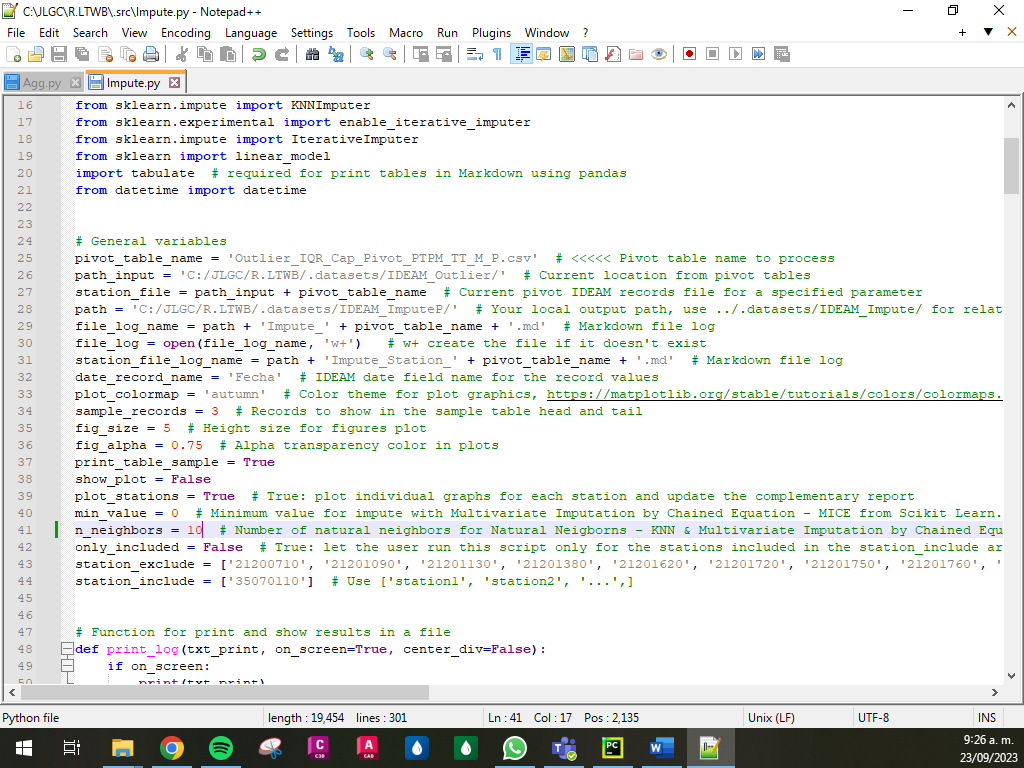 C:\JLGC\R.LTWB\.src\Impute.py - Notepad++
File Edit Search View Encoding Language Settings Tools Macro Run Plugins Window ?
Agg.py Impute.py
16 from sklearn.impute import KNNImputer
17 from sklearn.experimental import enable_iterative_imputer
18 from sklearn.impute import IterativeImputer
19 from sklearn import linear_model
20 import tabulate  # required for print tables in Markdown using pandas
21 from datetime import datetime
22
23
24 # General variables
25 pivot_table_name = 'Outlier_IQR_Cap_Pivot_PTPM_TT_M_P.csv'  # <<<<< Pivot table name to process
26 path_input = 'C:/JLGC/R.LTWB/.datasets/IDEAM_Outlier/'  # Current location from pivot tables
27 station_file = path_input + pivot_table_name  # Current pivot IDEAM records file for a specified parameter
28 path = 'C:/JLGC/R.LTWB/.datasets/IDEAM_ImputeP/'  # Your local output path, use ../.datasets/IDEAM_Impute/ for relat
29 file_log_name = path + 'Impute_' + pivot_table_name + '.md'  # Markdown file log
30 file_log = open(file_log_name, 'w+')   # w+ create the file if it doesn't exist
31 station_file_log_name = path + 'Impute_Station_' + pivot_table_name + '.md'  # Markdown file log
32 date_record_name = 'Fecha'  # IDEAM date field name for the record values
33 plot_colormap = 'autumn'  # Color theme for plot graphics, https://matplotlib.org/stable/tutorials/colors/colormaps.
34 sample_records = 3  # Records to show in the sample table head and tail
35 fig_size = 5  # Height size for figures plot
36 fig_alpha = 0.75  # Alpha transparency color in plots
37 print_table_sample = True
38 show_plot = False
39 plot_stations = True  # True: plot individual graphs for each station and update the complementary report
40 min_value = 0  # Minimum value for impute with Multivariate Imputation by Chained Equation - MICE from Scikit Learn.
41 n_neighbors = 10  # Number of natural neighbors for Natural Neigborns - KNN & Multivariate Imputation by Chained Equ
42 only_included = False  # True: let the user run this script only for the stations included in the station_include ar
43 station_exclude = ['21200710', '21201090', '21201130', '21201380', '21201620', '21201720', '21201750', '21201760', '
44 station_include = ['35070110']  # Use ['station1', 'station2', '...',]
45
46
47 # Function for print and show results in a file
48 def print_log(txt_print, on_screen=True, center_div=False):
49 if on_screen:
50 print(txt_print)
Python file length : 19,454 lines : 301 Ln : 41 Col : 17 Pos : 2,135 Unix (LF) UTF-8 INS
9:26 a. m.
23/09/2023